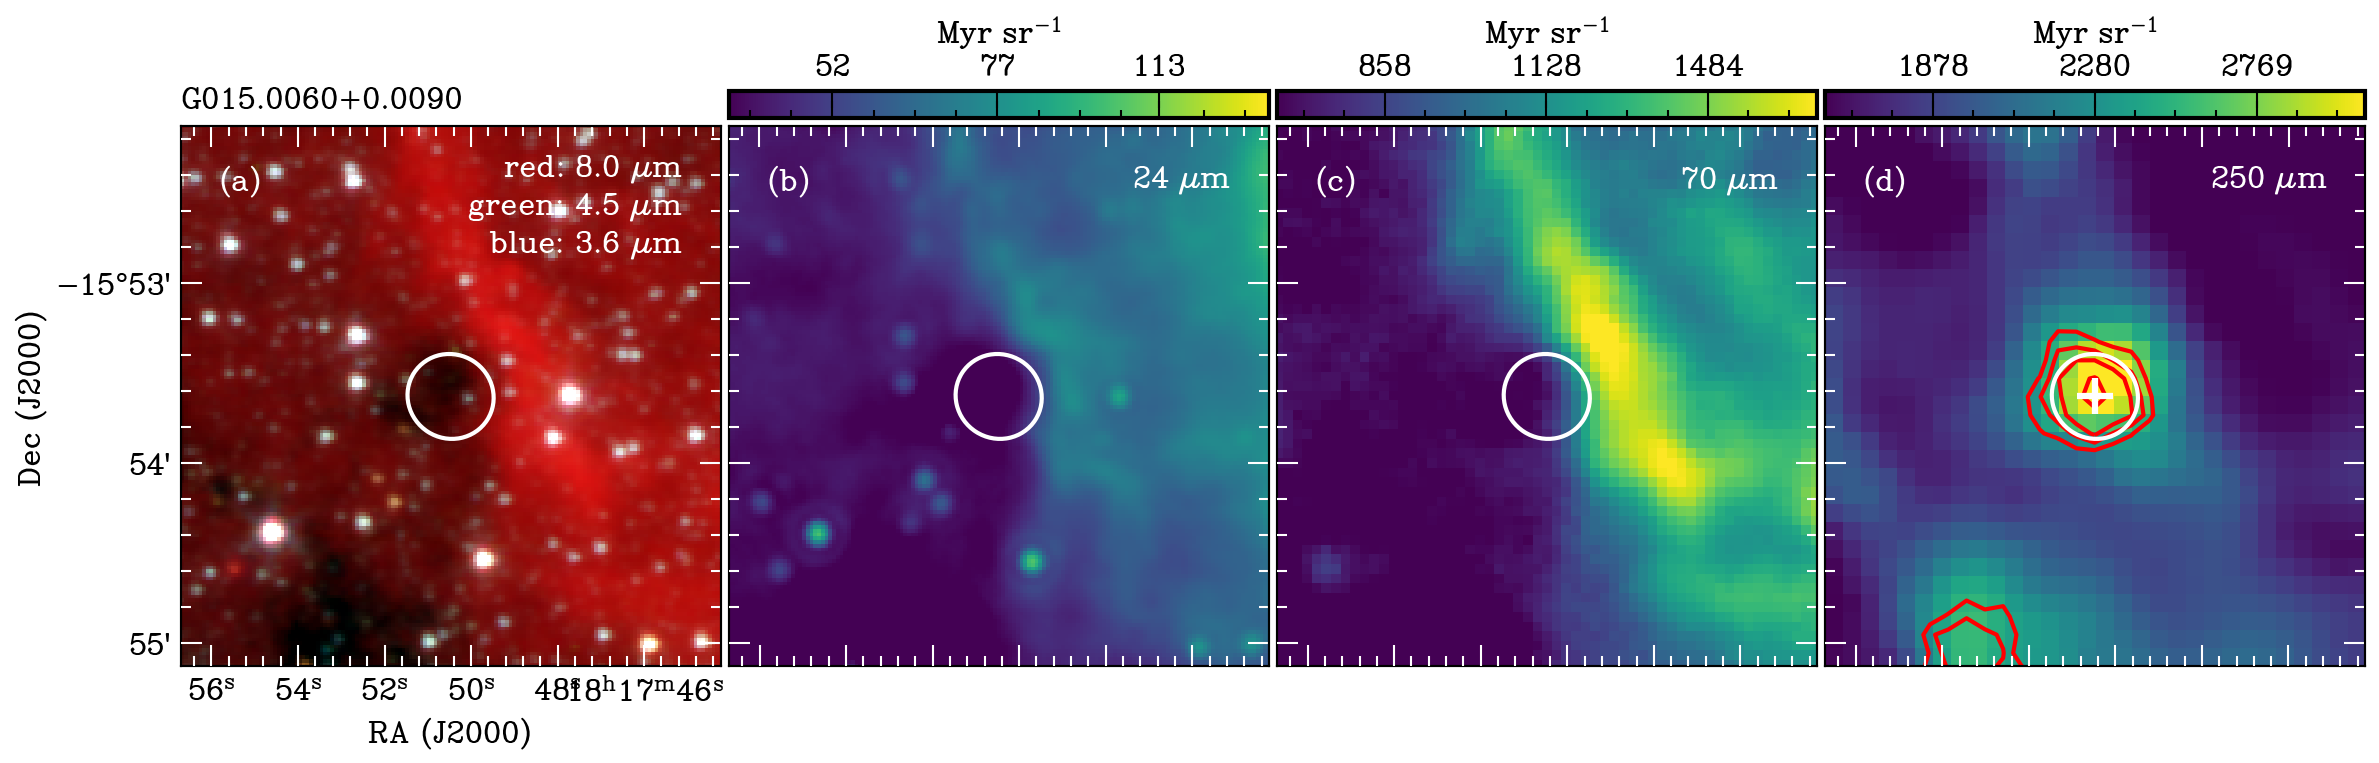 Myr sr⁻¹
Myr sr⁻¹
Myr sr⁻¹
52 77 113
858 1128 1484
1878 2280 2769
G015.0060+0.0090
(a)
red: 8.0 μm
green: 4.5 μm
blue: 3.6 μm
(b)
24 μm
(c)
70 μm
(d)
250 μm
−15°53'
54'
55'
Dec (J2000)
56ˢ 54ˢ 52ˢ 50ˢ 48ˢ 18ʰ17ᵐ46ˢ
RA (J2000)